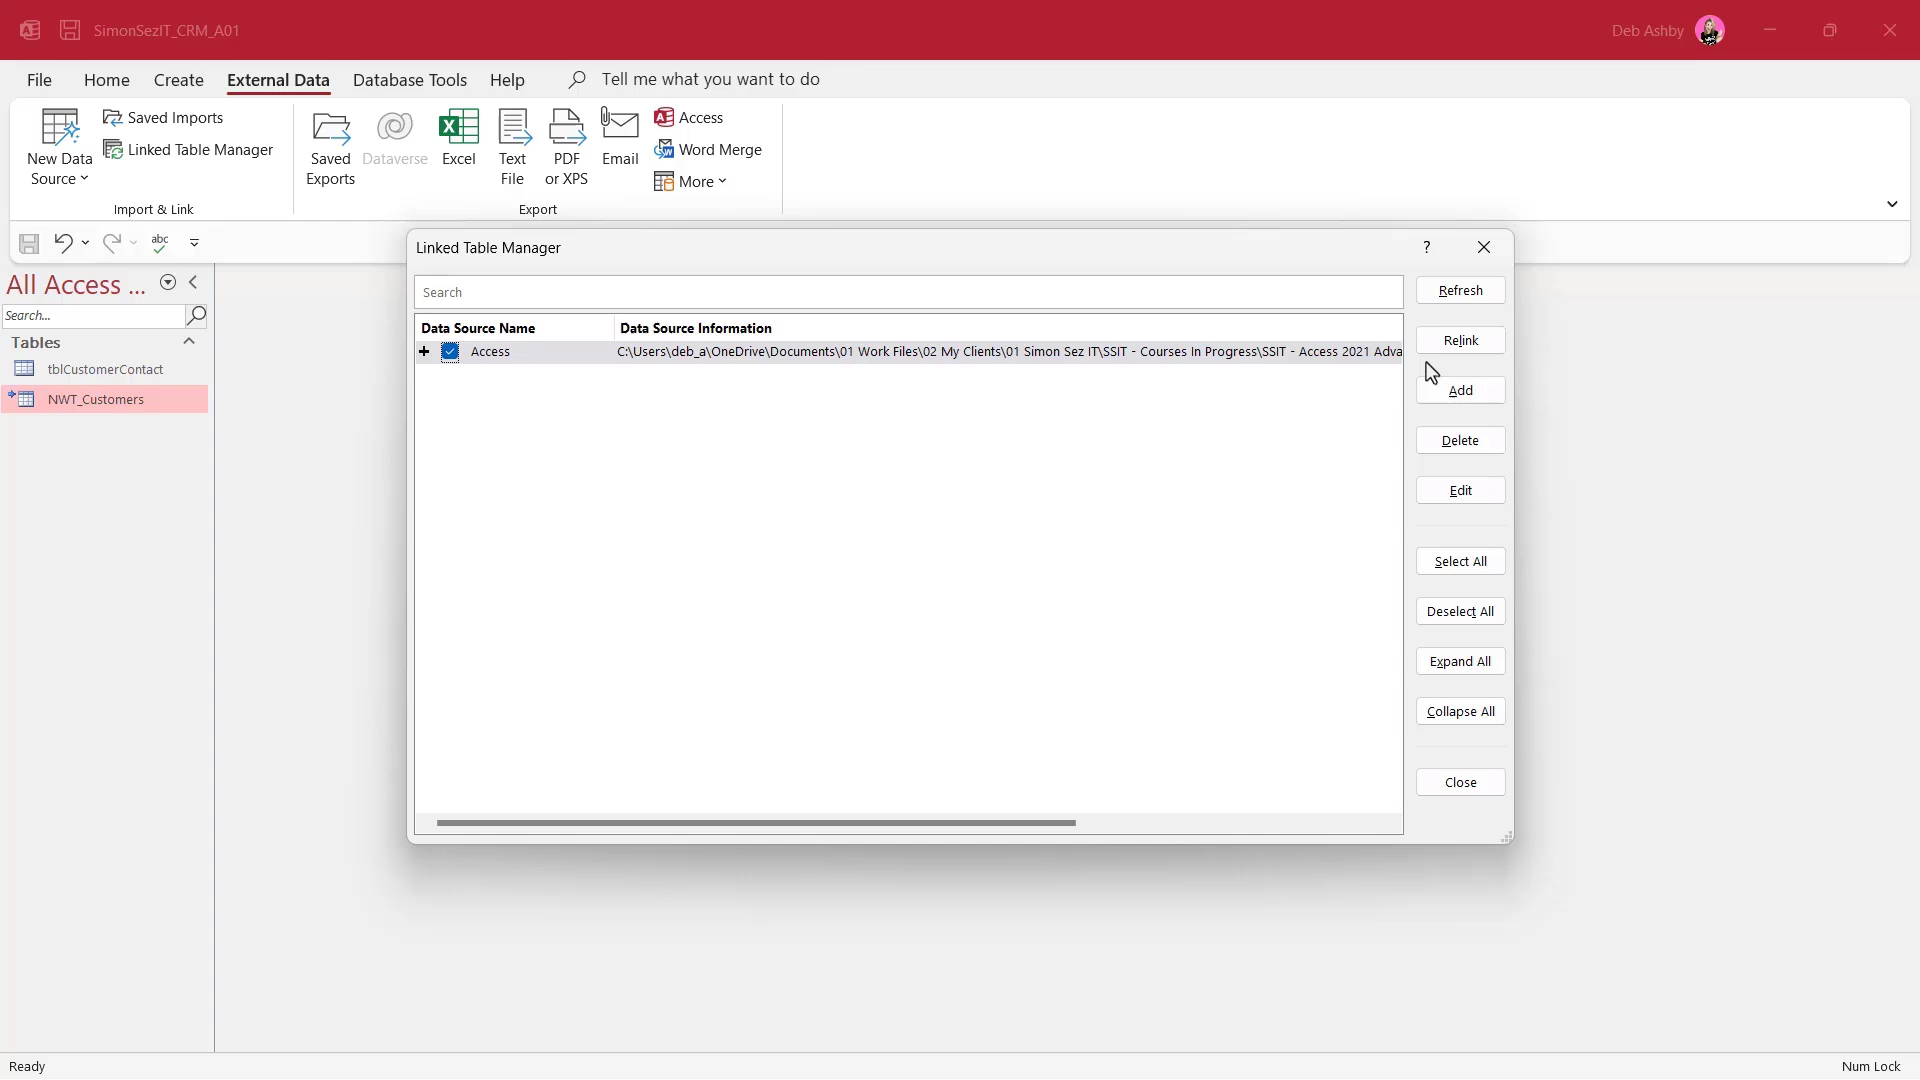 SimonSezIT_CRM_A01
Deb Ashby
File Home Create External Data Database Tools Help Tell me what you want to do
New Data Source
Saved Imports
Linked Table Manager
Import & Link
Saved Exports
Dataverse
Excel
Text File
PDF or XPS
Email
Access
Word Merge
More
Export
abc
All Access ...
Search...
Tables
tblCustomerContact
NWT_Customers
Linked Table Manager
?
Search
Data Source Name Data Source Information
Access C:\Users\deb_a\OneDrive\Documents\01 Work Files\02 My Clients\01 Simon Sez IT\SSIT - Courses In Progress\SSIT - Access 2021 Adva
Refresh
Relink
Add
Delete
Edit
Select All
Deselect All
Expand All
Collapse All
Close
Ready
Num Lock